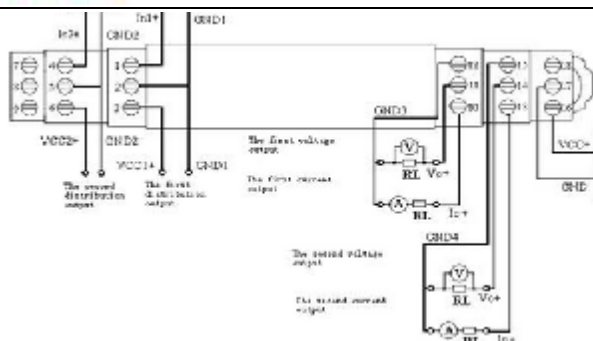 In1+
GND1
In2+
GND2
7
4
1
8
5
2
9
6
3
12
11
10
15
14
13
VCC2+
GND2
VCC1+
GND1
GND3
The second
distribution
output
The first
distribution
output
The first voltage
output
The first current
output
V
RL
Vo+
A
RL
Io+
VCC+
GND
GND4
The second voltage
output
The second current
output
V
RL
Vo+
A
RL
Io+